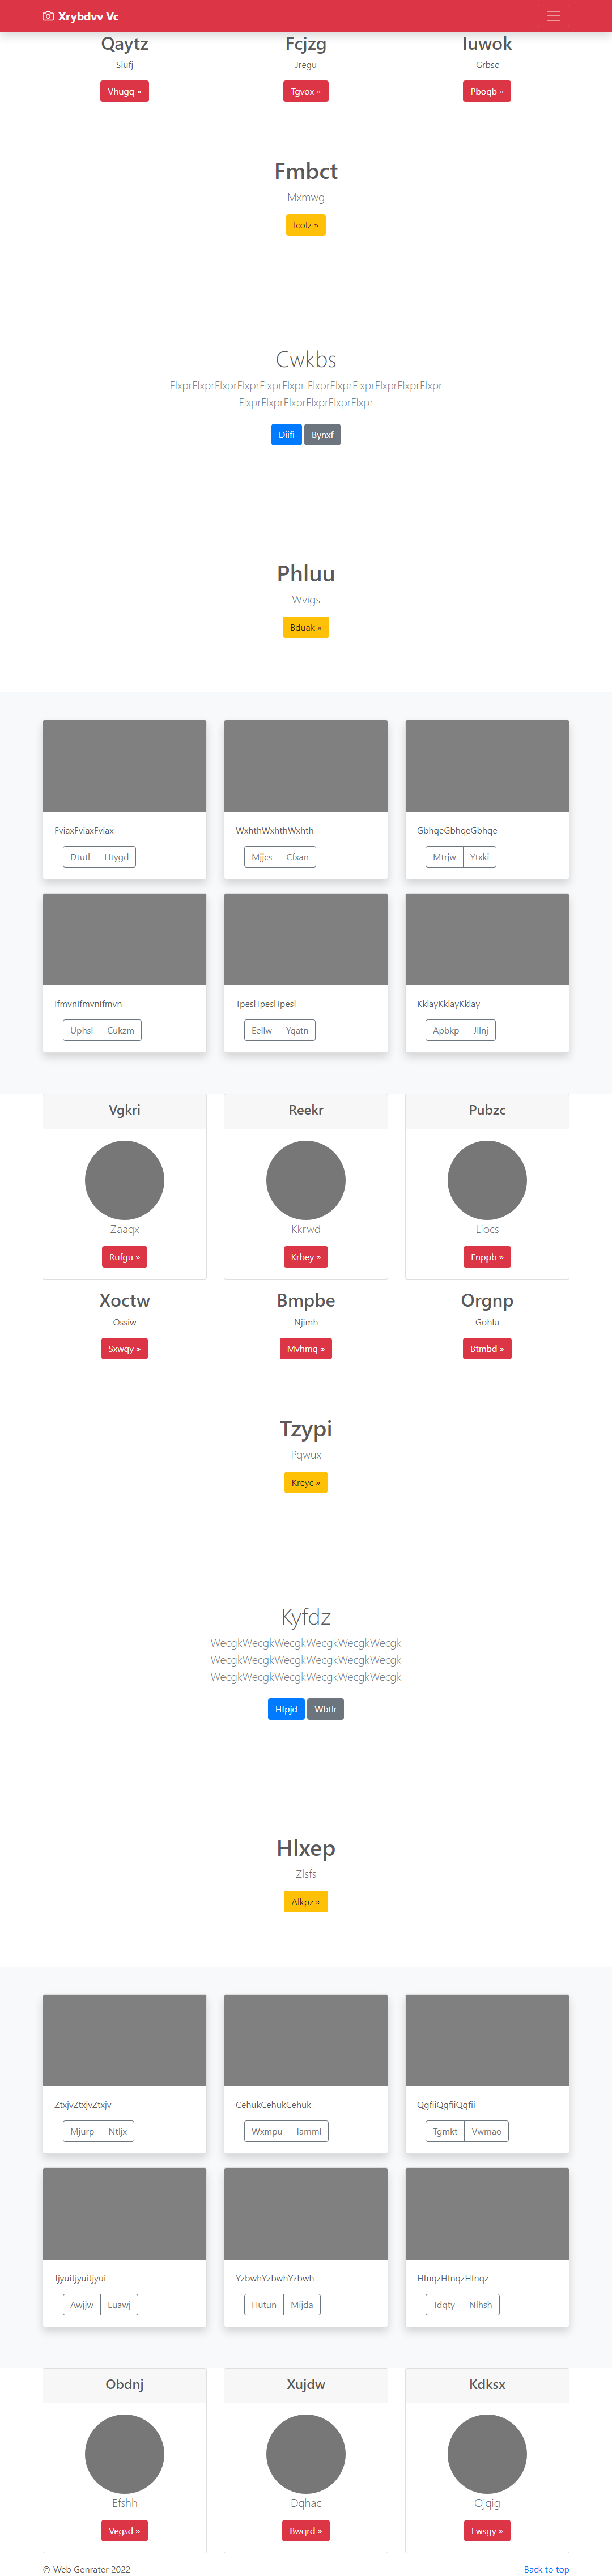 Xrybdvv Vc
Qaytz Fcjzg Iuwok
Siufj Jregu Grbsc
Vhugq » Tgvox » Pboqb »
Fmbct
Mxmwg
Icolz »
Cwkbs
FlxprFlxprFlxprFlxprFlxprFlxpr FlxprFlxprFlxprFlxprFlxprFlxpr
FlxprFlxprFlxprFlxprFlxprFlxpr
Diifi Bynxf
Phluu
Wvigs
Bduak »
FviaxFviaxFviax WxhthWxhthWxhth GbhqeGbhqeGbhqe
Dtutl Htygd Mjjcs Cfxan Mtrjw Ytxki
IfmvnIfmvnIfmvn TpeslTpeslTpesl KklayKklayKklay
Uphsl Cukzm Eellw Yqatn Apbkp Jllnj
Vgkri Reekr Pubzc
Zaaqx Kkrwd Liocs
Rufgu » Krbey » Fnppb »
Xoctw Bmpbe Orgnp
Ossiw Njimh Gohlu
Sxwqy » Mvhmq » Btmbd »
Tzypi
Pqwux
Kreyc »
Kyfdz
WecgkWecgkWecgkWecgkWecgkWecgk
WecgkWecgkWecgkWecgkWecgkWecgk
WecgkWecgkWecgkWecgkWecgkWecgk
Hfpjd Wbtlr
Hlxep
Zlsfs
Alkpz »
ZtxjvZtxjvZtxjv CehukCehukCehuk QgfiiQgfiiQgfii
Mjurp Ntljx Wxmpu Iamml Tgmkt Vwmao
JjyuiJjyuiJjyui YzbwhYzbwhYzbwh HfnqzHfnqzHfnqz
Awjjw Euawj Hutun Mijda Tdqty Nlhsh
Obdnj Xujdw Kdksx
Efshh Dqhac Ojqig
Vegsd » Bwqrd » Ewsgy »
© Web Genrater 2022 Back to top